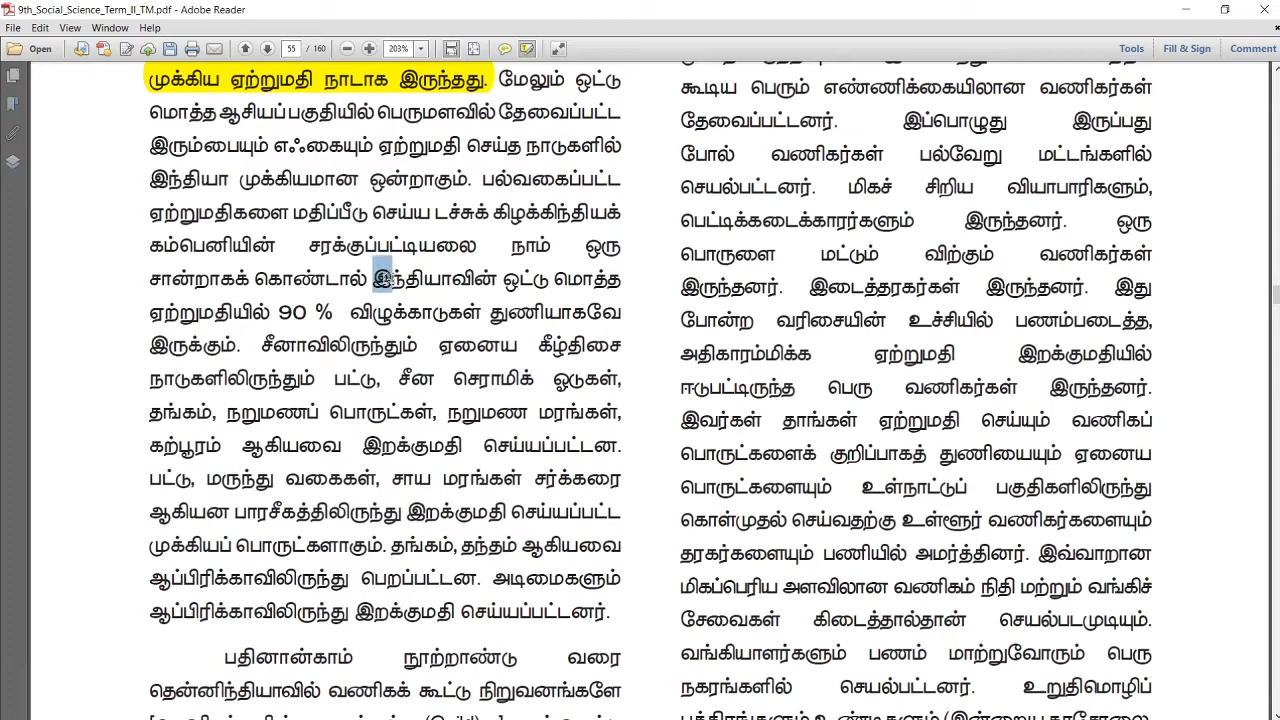 9th_Social_Science_Term_II_TM.pdf - Adobe Reader
File Edit View Window Help
Open 55 / 160 203% Tools Fill & Sign Comment
முக்கிய ஏற்றுமதி நாடாக இருந்தது. மேலும் ஒட்டு
மொத்த ஆசியப் பகுதியில் பெருமளவில் தேவைப்பட்ட
இரும்பையும் எஃகையும் ஏற்றுமதி செய்த நாடுகளில்
இந்தியா முக்கியமான ஒன்றாகும். பல்வகைப்பட்ட
ஏற்றுமதிகளை மதிப்பீடு செய்ய டச்சுக் கிழக்கிந்தியக்
கம்பெனியின் சரக்குப்பட்டியலை நாம் ஒரு
சான்றாகக் கொண்டால் இந்தியாவின் ஒட்டு மொத்த
ஏற்றுமதியில் 90 % விழுக்காடுகள் துணியாகவே
இருக்கும். சீனாவிலிருந்தும் ஏனைய கீழ்திசை
நாடுகளிலிருந்தும் பட்டு, சீன செராமிக் ஓடுகள்,
தங்கம், நறுமணப் பொருட்கள், நறுமண மரங்கள்,
கற்பூரம் ஆகியவை இறக்குமதி செய்யப்பட்டன.
பட்டு, மருந்து வகைகள், சாய மரங்கள் சர்க்கரை
ஆகியன பாரசீகத்திலிருந்து இறக்குமதி செய்யப்பட்ட
முக்கியப் பொருட்களாகும். தங்கம், தந்தம் ஆகியவை
ஆப்பிரிக்காவிலிருந்து பெறப்பட்டன. அடிமைகளும்
ஆப்பிரிக்காவிலிருந்து இறக்குமதி செய்யப்பட்டனர்.
பதினான்காம் நூற்றாண்டு வரை
தென்னிந்தியாவில் வணிகக் கூட்டு நிறுவனங்களே
கூடிய பெரும் எண்ணிக்கையிலான வணிகர்கள்
தேவைப்பட்டனர். இப்பொழுது இருப்பது
போல் வணிகர்கள் பல்வேறு மட்டங்களில்
செயல்பட்டனர். மிகச் சிறிய வியாபாரிகளும்,
பெட்டிக்கடைக்காரர்களும் இருந்தனர். ஒரு
பொருளை மட்டும் விற்கும் வணிகர்கள்
இருந்தனர். இடைத்தரகர்கள் இருந்தனர். இது
போன்ற வரிசையின் உச்சியில் பணம்படைத்த,
அதிகாரம்மிக்க ஏற்றுமதி இறக்குமதியில்
ஈடுபட்டிருந்த பெரு வணிகர்கள் இருந்தனர்.
இவர்கள் தாங்கள் ஏற்றுமதி செய்யும் வணிகப்
பொருட்களைக் குறிப்பாகத் துணியையும் ஏனைய
பொருட்களையும் உள்நாட்டுப் பகுதிகளிலிருந்து
கொள்முதல் செய்வதற்கு உள்ளூர் வணிகர்களையும்
தரகர்களையும் பணியில் அமர்த்தினர். இவ்வாறான
மிகப்பெரிய அளவிலான வணிகம் நிதி மற்றும் வங்கிச்
சேவைகள் கிடைத்தால்தான் செயல்படமுடியும்.
வங்கியாளர்களும் பணம் மாற்றுவோரும் பெரு
நகரங்களில் செயல்பட்டனர். உறுதிமொழிப்